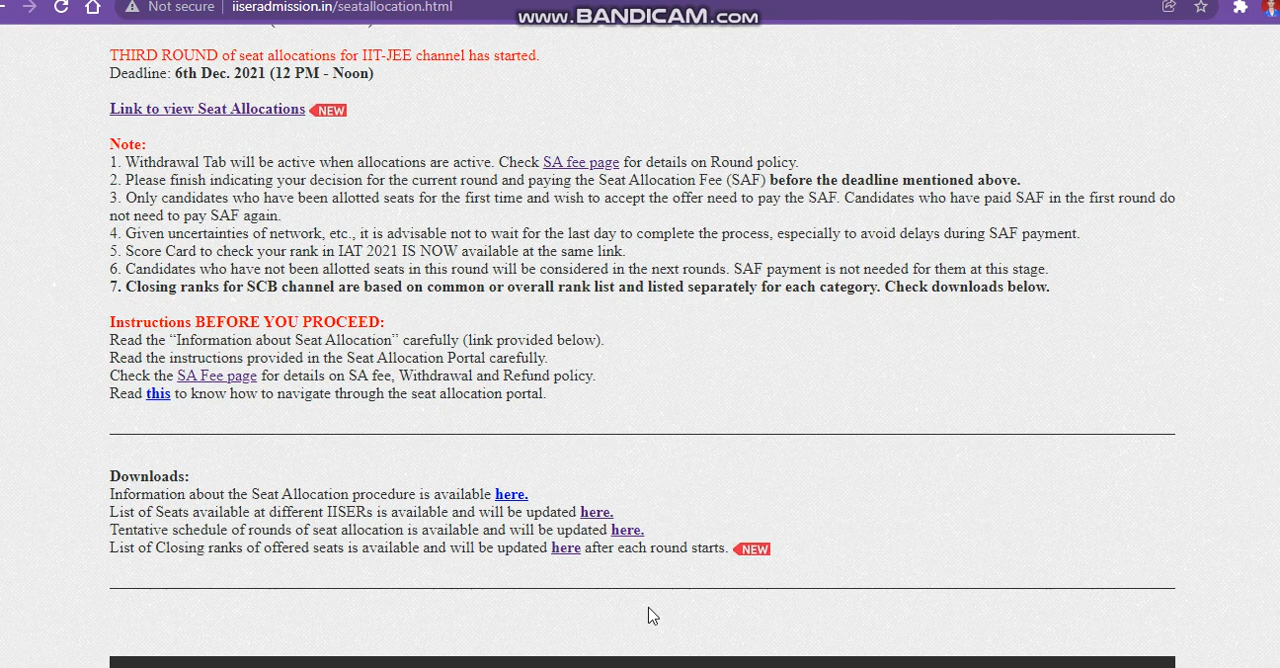 Not secure iiseradmission.in/seatallocation.html
www.BANDICAM.com
THIRD ROUND of seat allocations for IIT-JEE channel has started.
Deadline: 6th Dec. 2021 (12 PM - Noon)
Link to view Seat Allocations NEW
Note:
1. Withdrawal Tab will be active when allocations are active. Check SA fee page for details on Round policy.
2. Please finish indicating your decision for the current round and paying the Seat Allocation Fee (SAF) before the deadline mentioned above.
3. Only candidates who have been allotted seats for the first time and wish to accept the offer need to pay the SAF. Candidates who have paid SAF in the first round do
not need to pay SAF again.
4. Given uncertainties of network, etc., it is advisable not to wait for the last day to complete the process, especially to avoid delays during SAF payment.
5. Score Card to check your rank in IAT 2021 IS NOW available at the same link.
6. Candidates who have not been allotted seats in this round will be considered in the next rounds. SAF payment is not needed for them at this stage.
7. Closing ranks for SCB channel are based on common or overall rank list and listed separately for each category. Check downloads below.
Instructions BEFORE YOU PROCEED:
Read the “Information about Seat Allocation” carefully (link provided below).
Read the instructions provided in the Seat Allocation Portal carefully.
Check the SA Fee page for details on SA fee, Withdrawal and Refund policy.
Read this to know how to navigate through the seat allocation portal.
Downloads:
Information about the Seat Allocation procedure is available here.
List of Seats available at different IISERs is available and will be updated here.
Tentative schedule of rounds of seat allocation is available and will be updated here.
List of Closing ranks of offered seats is available and will be updated here after each round starts. NEW